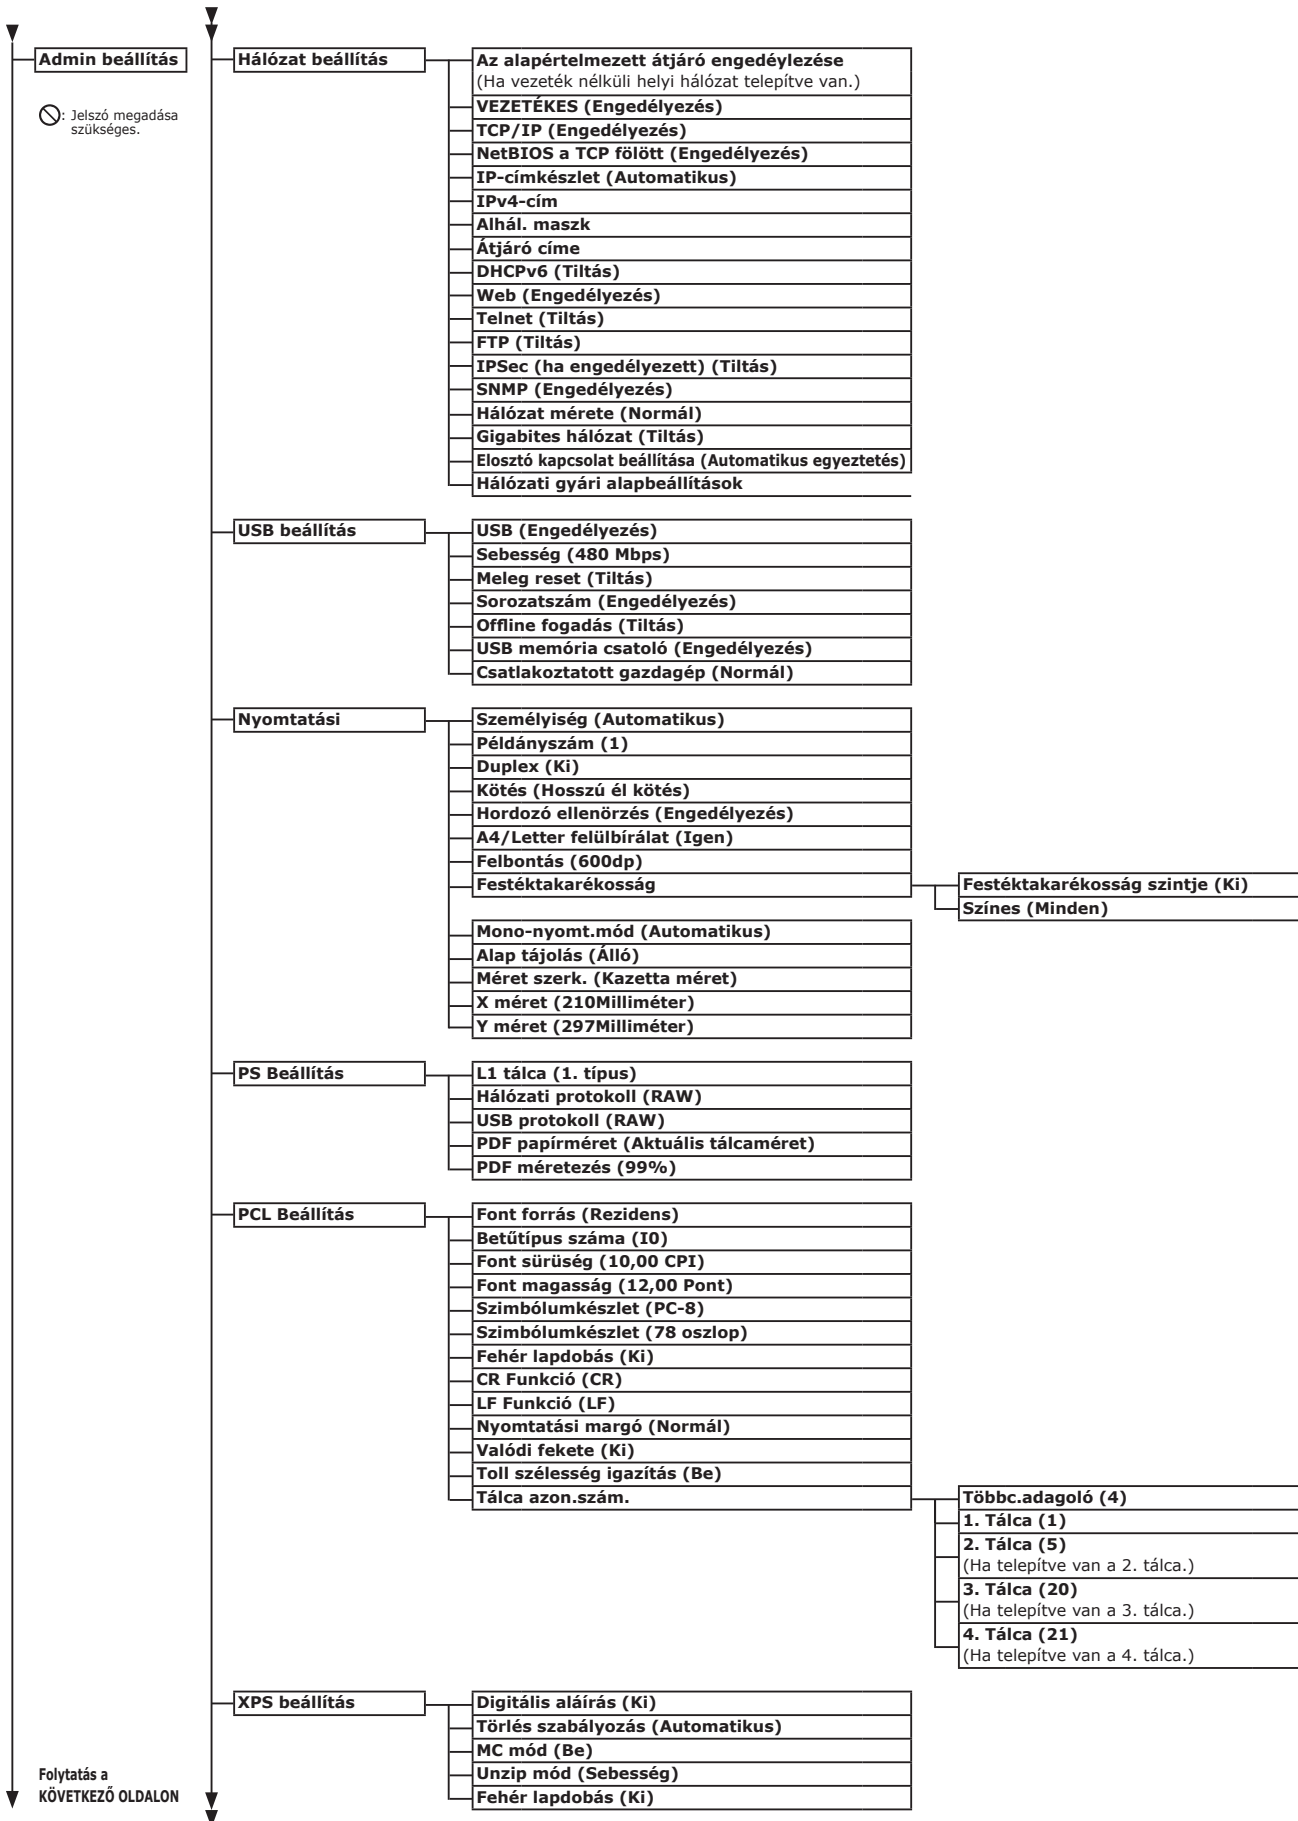 Admin beállítás
: Jelszó megadása
szükséges.
Hálózat beállítás
Az alapértelmezett átjáró engedéylezése
(Ha vezeték nélküli helyi hálózat telepítve van.)
VEZETÉKES (Engedélyezés)
TCP/IP (Engedélyezés)
NetBIOS a TCP fölött (Engedélyezés)
IP-címkészlet (Automatikus)
IPv4-cím
Alhál. maszk
Átjáró címe
DHCPv6 (Tiltás)
Web (Engedélyezés)
Telnet (Tiltás)
FTP (Tiltás)
IPSec (ha engedélyezett) (Tiltás)
SNMP (Engedélyezés)
Hálózat mérete (Normál)
Gigabites hálózat (Tiltás)
Elosztó kapcsolat beállítása (Automatikus egyeztetés)
Hálózati gyári alapbeállítások
USB beállítás
USB (Engedélyezés)
Sebesség (480 Mbps)
Meleg reset (Tiltás)
Sorozatszám (Engedélyezés)
Offline fogadás (Tiltás)
USB memória csatoló (Engedélyezés)
Csatlakoztatott gazdagép (Normál)
Nyomtatási
Személyiség (Automatikus)
Példányszám (1)
Duplex (Ki)
Kötés (Hosszú él kötés)
Hordozó ellenörzés (Engedélyezés)
A4/Letter felülbírálat (Igen)
Felbontás (600dp)
Festéktakarékosság
Festéktakarékosság szintje (Ki)
Színes (Minden)
Mono-nyomt.mód (Automatikus)
Alap tájolás (Álló)
Méret szerk. (Kazetta méret)
X méret (210Milliméter)
Y méret (297Milliméter)
PS Beállítás
L1 tálca (1. típus)
Hálózati protokoll (RAW)
USB protokoll (RAW)
PDF papírméret (Aktuális tálcaméret)
PDF méretezés (99%)
PCL Beállítás
Font forrás (Rezidens)
Betűtípus száma (I0)
Font sürüség (10,00 CPI)
Font magasság (12,00 Pont)
Szimbólumkészlet (PC-8)
Szimbólumkészlet (78 oszlop)
Fehér lapdobás (Ki)
CR Funkció (CR)
LF Funkció (LF)
Nyomtatási margó (Normál)
Valódi fekete (Ki)
Toll szélesség igazítás (Be)
Tálca azon.szám.
Többc.adagoló (4)
1. Tálca (1)
2. Tálca (5)
(Ha telepítve van a 2. tálca.)
3. Tálca (20)
(Ha telepítve van a 3. tálca.)
4. Tálca (21)
(Ha telepítve van a 4. tálca.)
XPS beállítás
Digitális aláírás (Ki)
Törlés szabályozás (Automatikus)
MC mód (Be)
Unzip mód (Sebesség)
Fehér lapdobás (Ki)
Folytatás a
KÖVETKEZŐ OLDALON